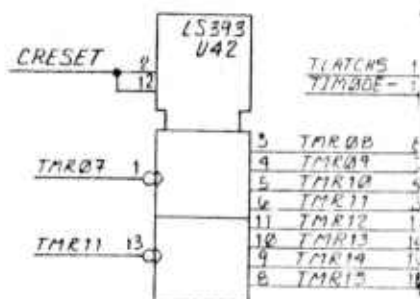 LS393
U42
CRESET 2
12
TLATCHS 1
TIMODE-
3 TMR08
TMR07 1 4 TMR09
5 TMR10
6 TMR11
11 TMR12
TMR11 13 10 TMR13
9 TMR14
8 TMR15